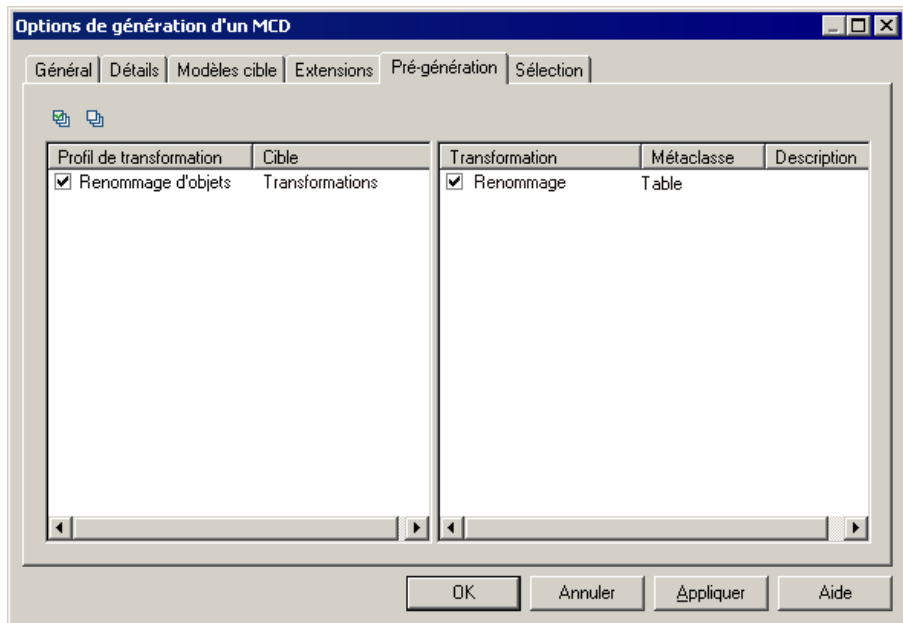 Options de génération d'un MCD
Général Détails Modèles cible Extensions Pré-génération Sélection
Profil de transformation Cible Transformation Métaclasse Description
Renommage d'objets Transformations Renommage Table
OK Annuler Appliquer Aide